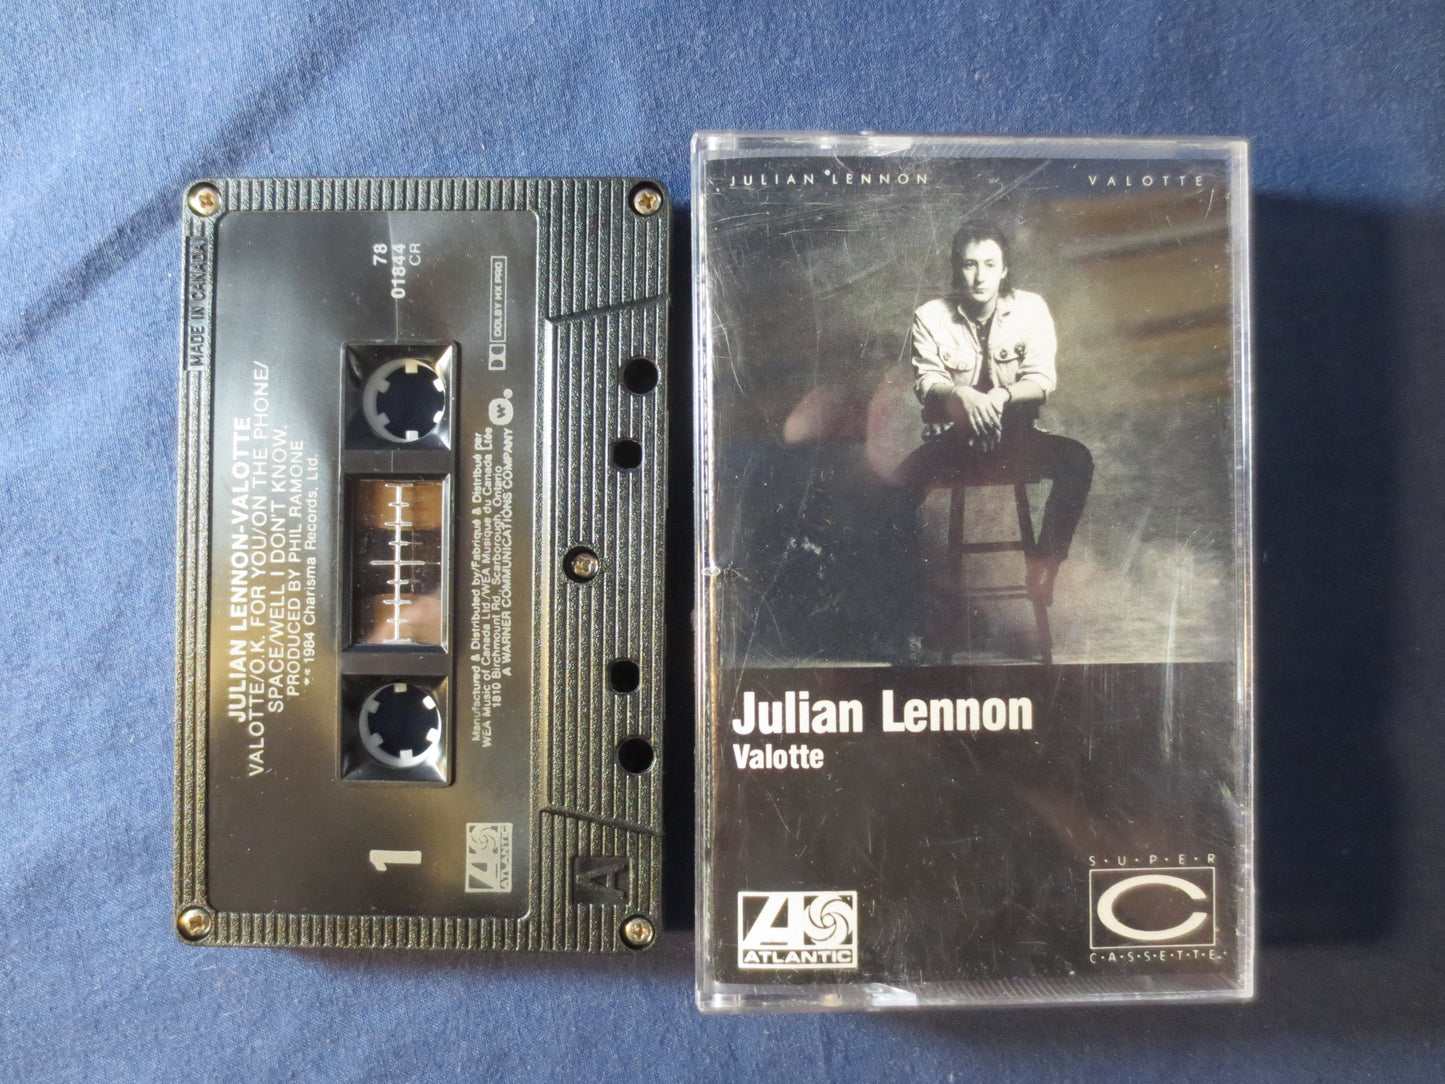 MADE IN CANADA
JULIAN LENNON-VALOTTE
VALOTTE/O.K. FOR YOU/ON THE PHONE/
SPACE/WELL I DON'T KNOW.
PRODUCED BY PHIL RAMONE
**1984 Charisma Records, Ltd.
78
01844
CR
DOLBY HX PRO
Manufactured & Distributed by/Fabriqué & Distribué par
WEA Music of Canada Ltd/WEA Musique du Canada Ltée
1810 Birchmount Rd., Scarborough, Ontario
A WARNER COMMUNICATIONS COMPANY
1
ATLANTIC
A
JULIAN LENNON
VALOTTE
Julian Lennon
Valotte
ATLANTIC
S·U·P·E·R
C
C·A·S·S·E·T·T·E